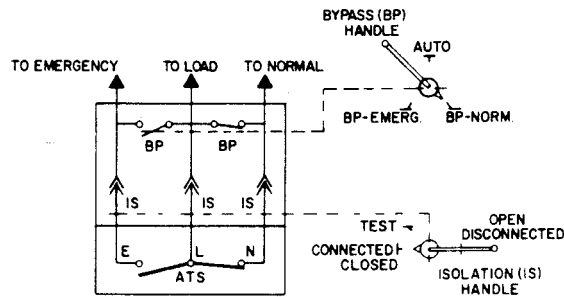 BYPASS (BP)
HANDLE
AUTO
TO EMERGENCY
TO LOAD
TO NORMAL
BP-EMERG.
BP-NORM.
BP
BP
IS
IS
IS
TEST
OPEN
DISCONNECTED
E
L
N
CONNECTED
CLOSED
ATS
ISOLATION (IS)
HANDLE